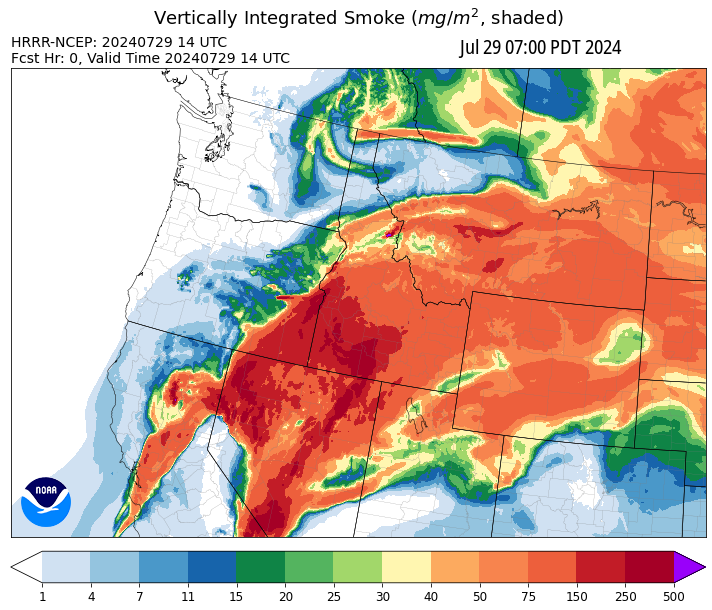 Vertically Integrated Smoke (mg/m², shaded)
HRRR-NCEP: 20240729 14 UTC
Jul 29 07:00 PDT 2024
Fcst Hr: 0, Valid Time 20240729 14 UTC
NOAA
1 4 7 11 15 20 25 30 40 50 75 150 250 500